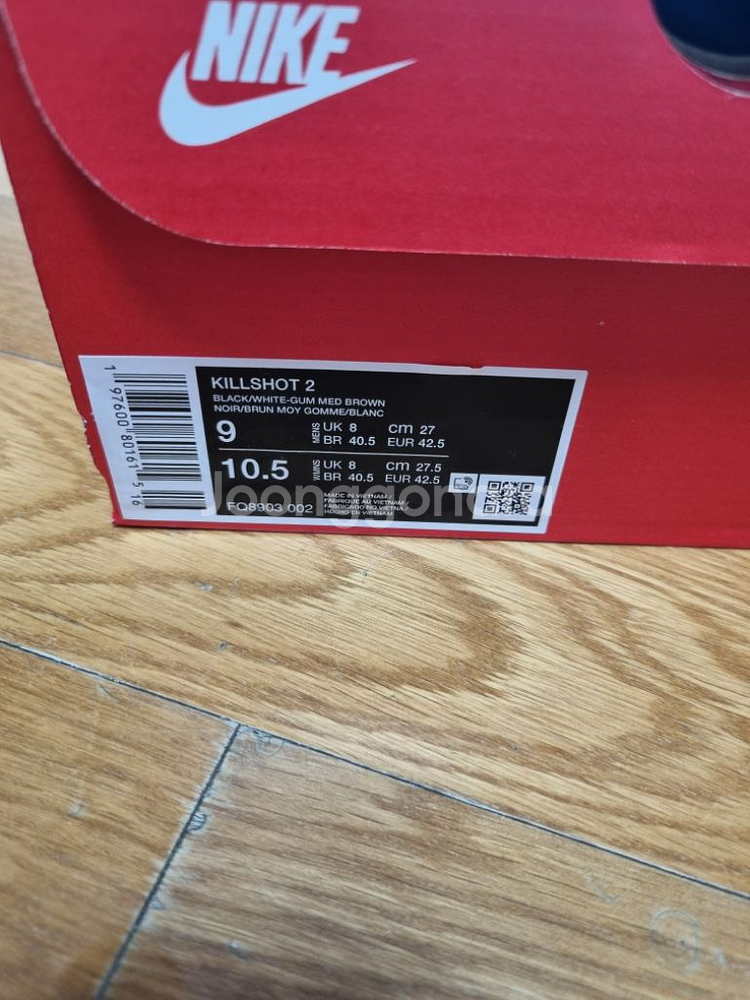 NIKE
KILLSHOT 2
BLACK/WHITE-GUM MED BROWN
NOIR/BRUN MOY GOMME/BLANC
9 MENS UK 8 cm 27
BR 40.5 EUR 42.5
10.5 WMNS UK 8 cm 27.5
BR 40.5 EUR 42.5
FQ8903 002
MADE IN VIETNAM /
FABRIQUÉ AU VIETNAM /
FABRICADO NO VIETNÃ /
HECHO EN VIETNAM
1 97600 80161 5 16
Joonggonara